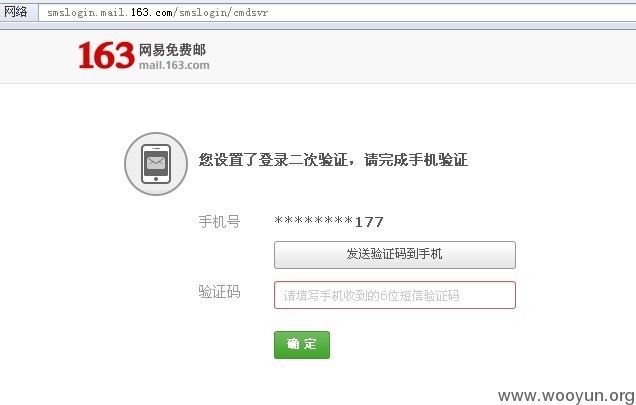 网络 smslogin.mail.163.com/smslogin/cmdsvr
163 网易免费邮
mail.163.com
您设置了登录二次验证，请完成手机验证
手机号 ********177
发送验证码到手机
验证码 请填写手机收到的6位短信验证码
确 定
www.wooyun.org